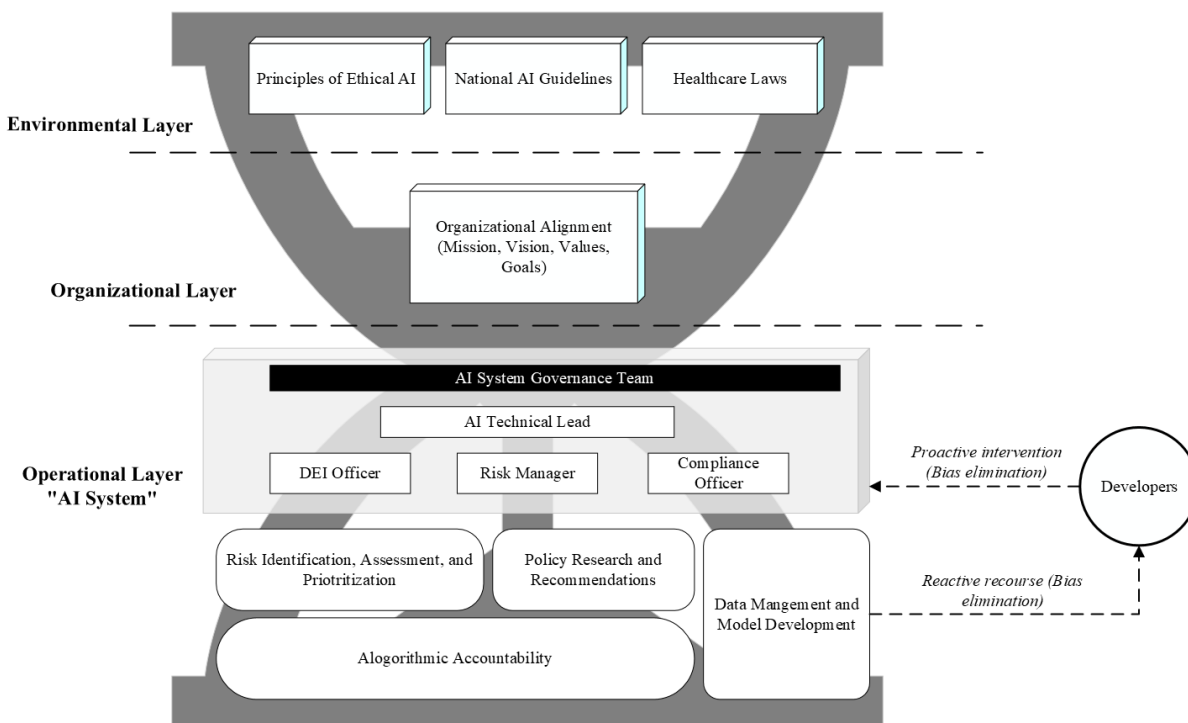 Principles of Ethical AI
National AI Guidelines
Healthcare Laws
Environmental Layer
Organizational Alignment
(Mission, Vision, Values,
Goals)
Organizational Layer
AI System Governance Team
AI Technical Lead
DEI Officer
Risk Manager
Compliance
Officer
Operational Layer
"AI System"
Proactive intervention
(Bias elimination)
Developers
Risk Identification, Assessment, and
Priotritization
Policy Research and
Recommendations
Data Mangement and
Model Development
Reactive recourse (Bias
elimination)
Alogorithmic Accountability